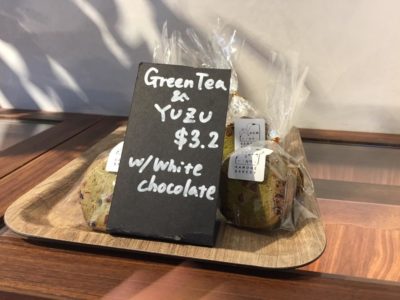 Green Tea
&
YUZU
$3.2
w/ White
chocolate